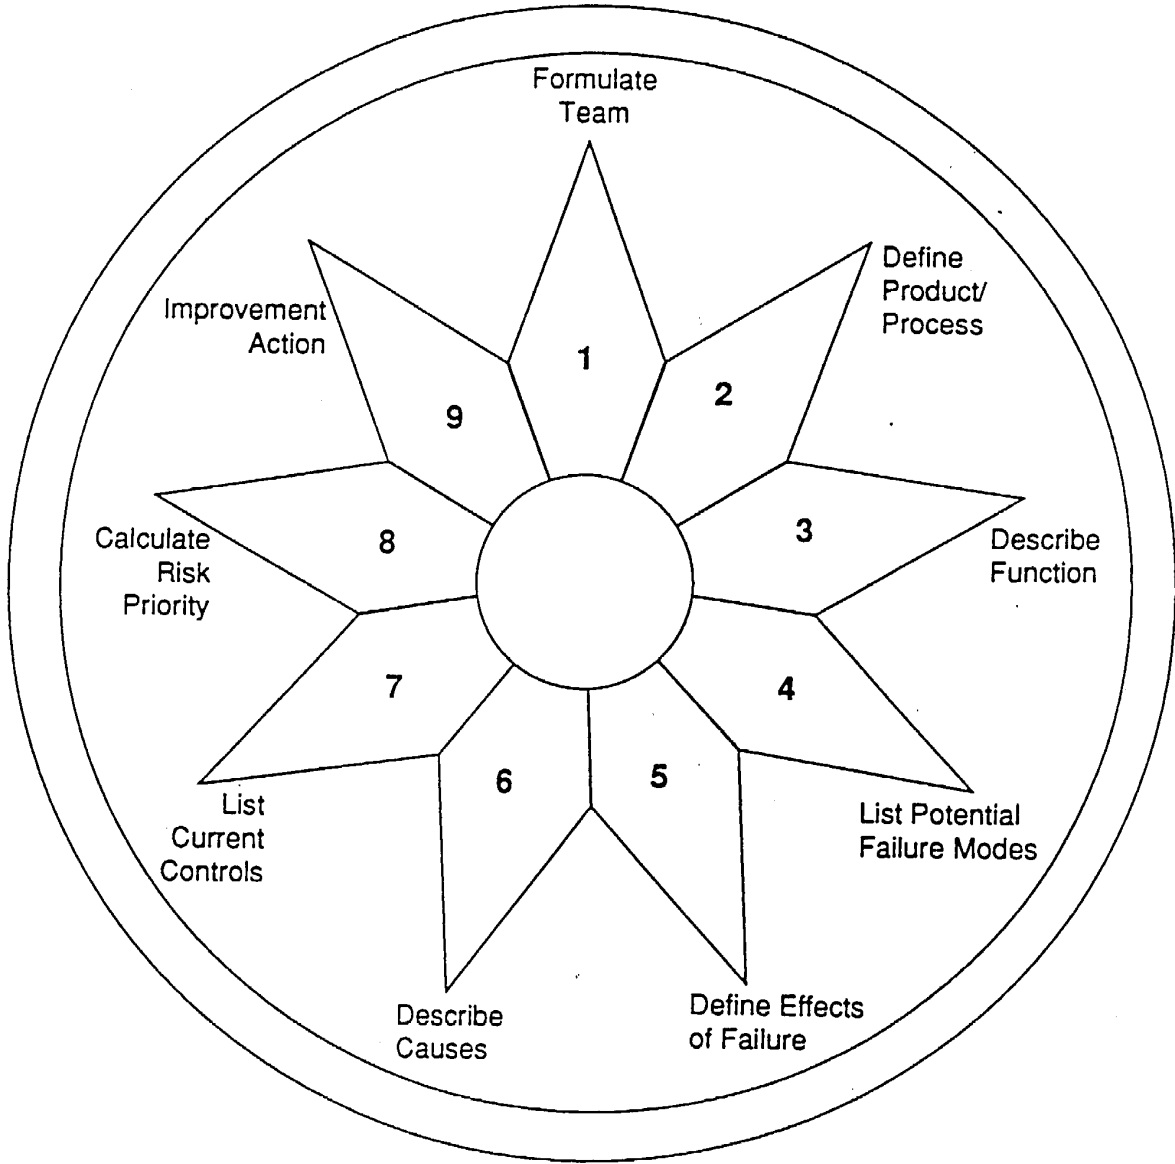 Formulate
Team
1
Define
Product/
Process
2
Describe
Function
3
List Potential
Failure Modes
4
Define Effects
of Failure
5
Describe
Causes
6
List
Current
Controls
7
Calculate
Risk
Priority
8
Improvement
Action
9